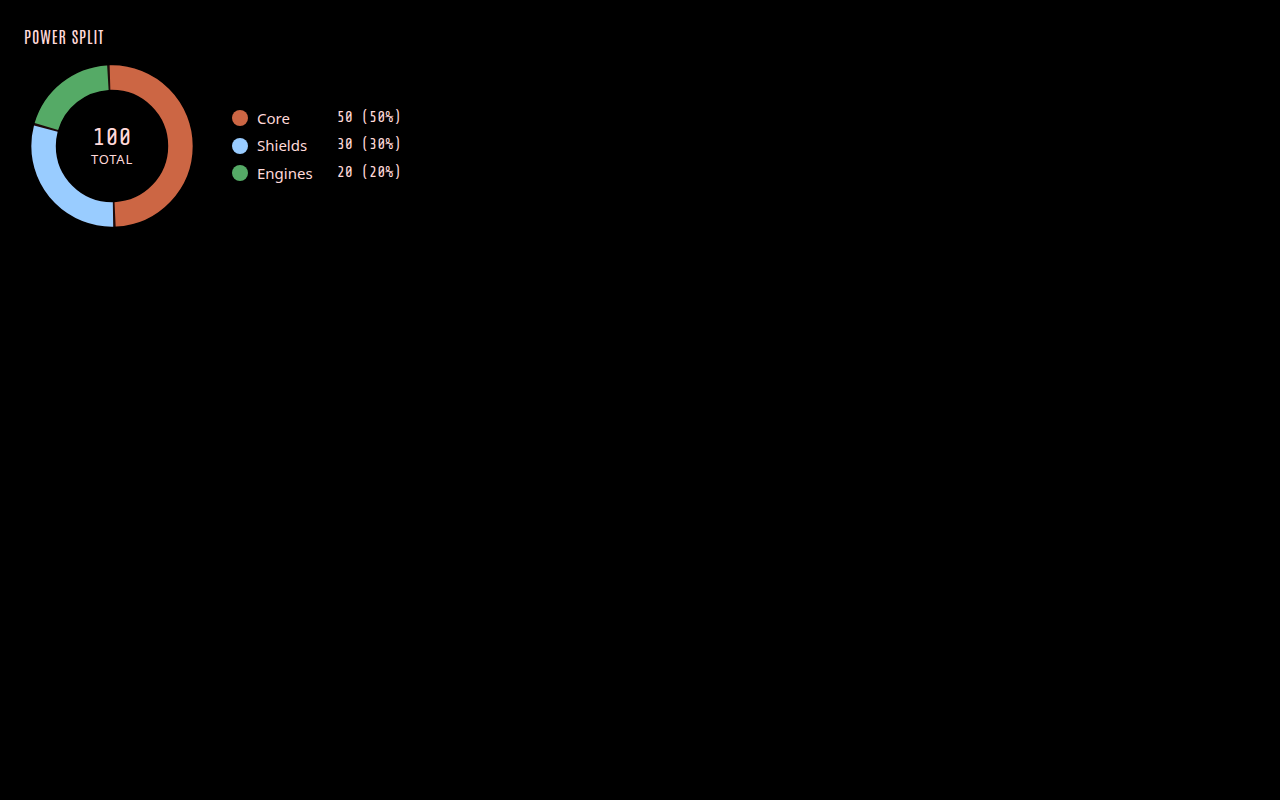 POWER SPLIT
100
TOTAL
Core 50 (50%)
Shields 30 (30%)
Engines 20 (20%)